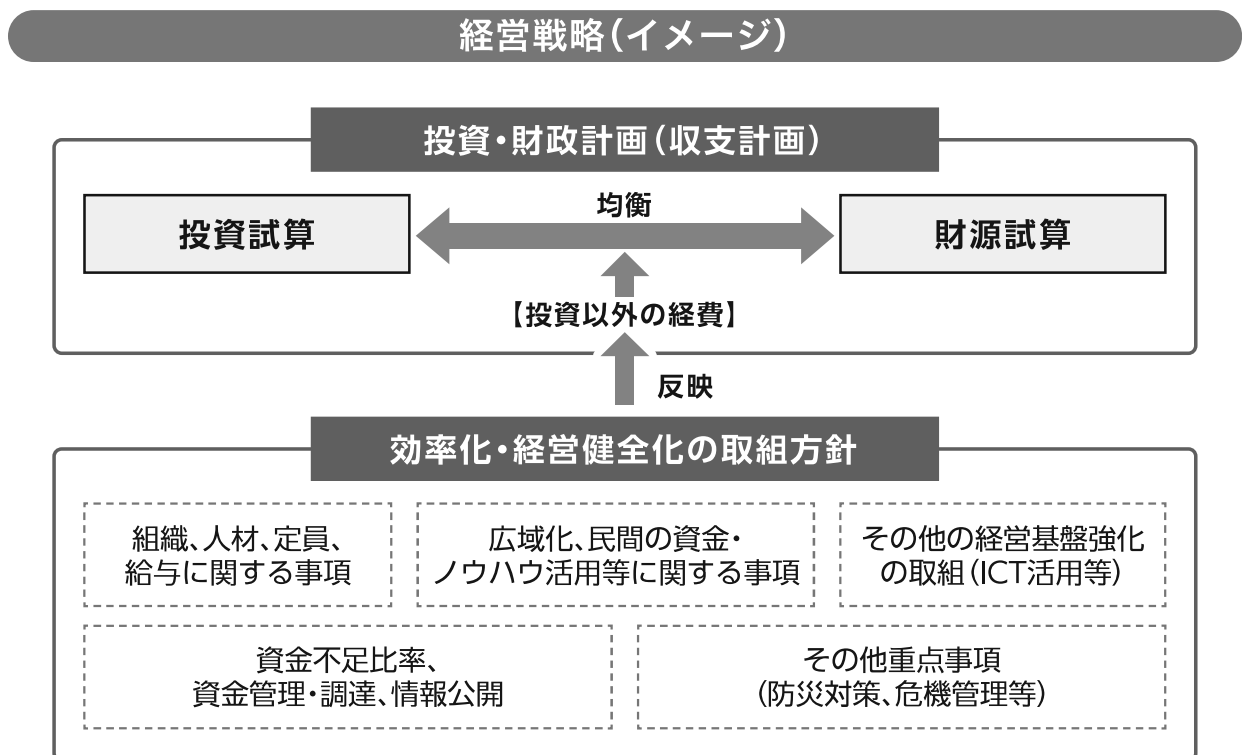 経営戦略(イメージ)
投資・財政計画(収支計画)
投資試算
均衡
財源試算
【投資以外の経費】
反映
効率化・経営健全化の取組方針
組織、人材、定員、
給与に関する事項
広域化、民間の資金・
ノウハウ活用等に関する事項
その他の経営基盤強化
の取組(ICT活用等)
資金不足比率、
資金管理・調達、情報公開
その他重点事項
(防災対策、危機管理等)